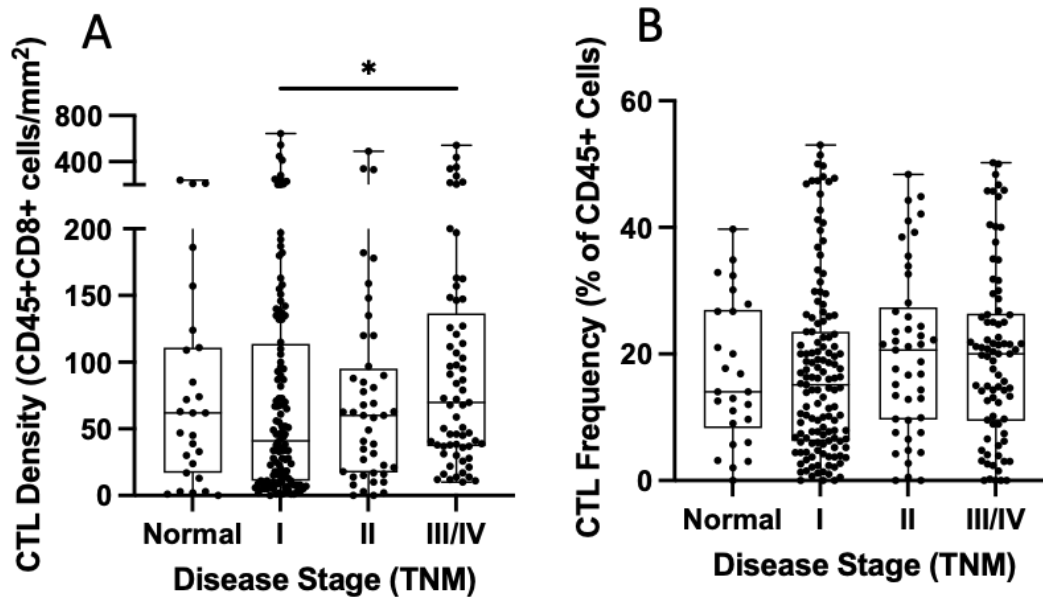 A
CTL Density (CD45+CD8+ cells/mm²)
*
800
400
200
150
100
50
0
Normal I II III/IV
Disease Stage (TNM)
B
CTL Frequency (% of CD45+ Cells)
60
40
20
0
Normal I II III/IV
Disease Stage (TNM)